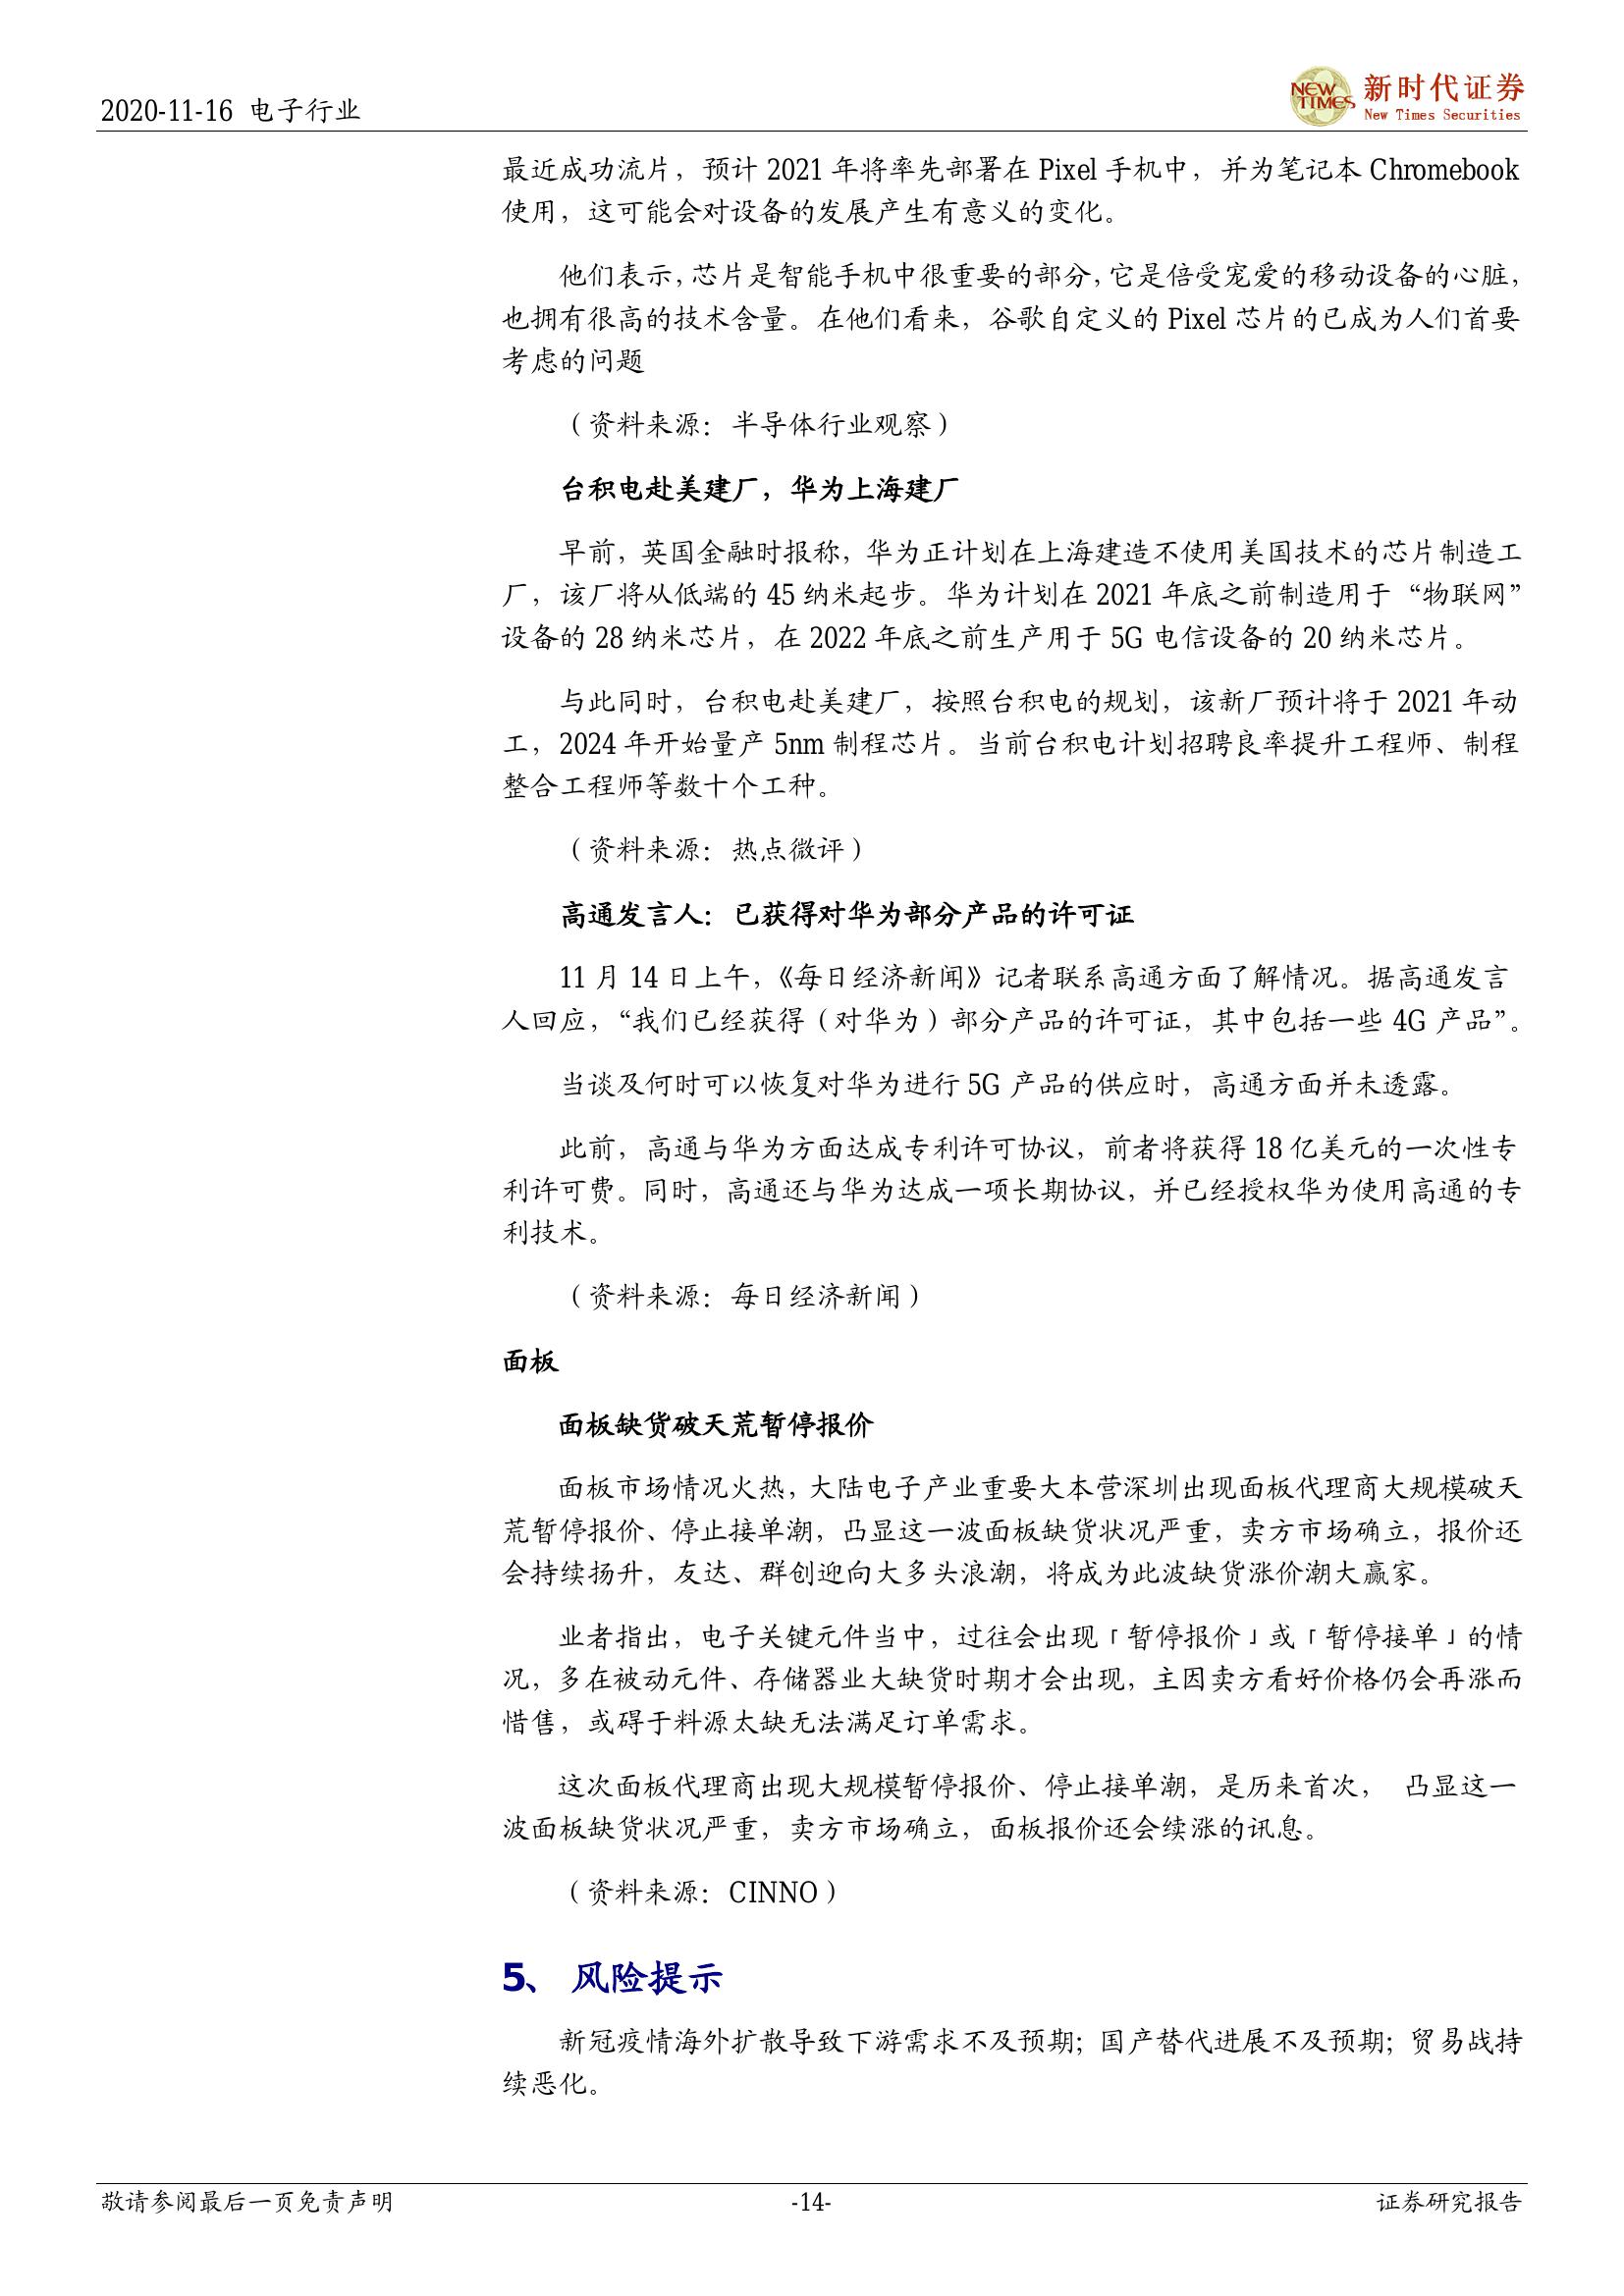 2020-11-16 电子行业
NEW TIMES
新时代证券
New Times Securities
最近成功流片，预计 2021 年将率先部署在 Pixel 手机中，并为笔记本 Chromebook
使用，这可能会对设备的发展产生有意义的变化。
他们表示，芯片是智能手机中很重要的部分，它是倍受宠爱的移动设备的心脏，
也拥有很高的技术含量。在他们看来，谷歌自定义的 Pixel 芯片的已成为人们首要
考虑的问题
（资料来源：半导体行业观察）
台积电赴美建厂，华为上海建厂
早前，英国金融时报称，华为正计划在上海建造不使用美国技术的芯片制造工
厂，该厂将从低端的 45 纳米起步。华为计划在 2021 年底之前制造用于“物联网”
设备的 28 纳米芯片，在 2022 年底之前生产用于 5G 电信设备的 20 纳米芯片。
与此同时，台积电赴美建厂，按照台积电的规划，该新厂预计将于 2021 年动
工，2024 年开始量产 5nm 制程芯片。当前台积电计划招聘良率提升工程师、制程
整合工程师等数十个工种。
（资料来源：热点微评）
高通发言人：已获得对华为部分产品的许可证
11 月 14 日上午，《每日经济新闻》记者联系高通方面了解情况。据高通发言
人回应，“我们已经获得（对华为）部分产品的许可证，其中包括一些 4G 产品”。
当谈及何时可以恢复对华为进行 5G 产品的供应时，高通方面并未透露。
此前，高通与华为方面达成专利许可协议，前者将获得 18 亿美元的一次性专
利许可费。同时，高通还与华为达成一项长期协议，并已经授权华为使用高通的专
利技术。
（资料来源：每日经济新闻）
面板
面板缺货破天荒暂停报价
面板市场情况火热，大陆电子产业重要大本营深圳出现面板代理商大规模破天
荒暂停报价、停止接单潮，凸显这一波面板缺货状况严重，卖方市场确立，报价还
会持续扬升，友达、群创迎向大多头浪潮，将成为此波缺货涨价潮大赢家。
业者指出，电子关键元件当中，过往会出现「暂停报价」或「暂停接单」的情
况，多在被动元件、存储器业大缺货时期才会出现，主因卖方看好价格仍会再涨而
惜售，或碍于料源太缺无法满足订单需求。
这次面板代理商出现大规模暂停报价、停止接单潮，是历来首次， 凸显这一
波面板缺货状况严重，卖方市场确立，面板报价还会续涨的讯息。
（资料来源：CINNO）
5、 风险提示
新冠疫情海外扩散导致下游需求不及预期；国产替代进展不及预期；贸易战持
续恶化。
敬请参阅最后一页免责声明
-14-
证券研究报告